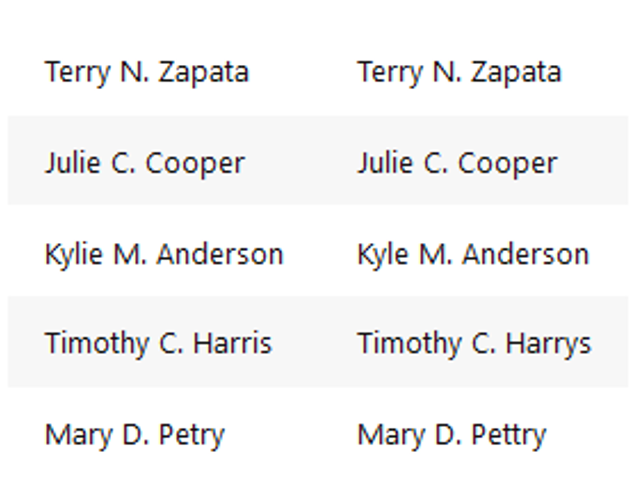 Terry N. Zapata Terry N. Zapata
Julie C. Cooper Julie C. Cooper
Kylie M. Anderson Kyle M. Anderson
Timothy C. Harris Timothy C. Harrys
Mary D. Petry Mary D. Pettry